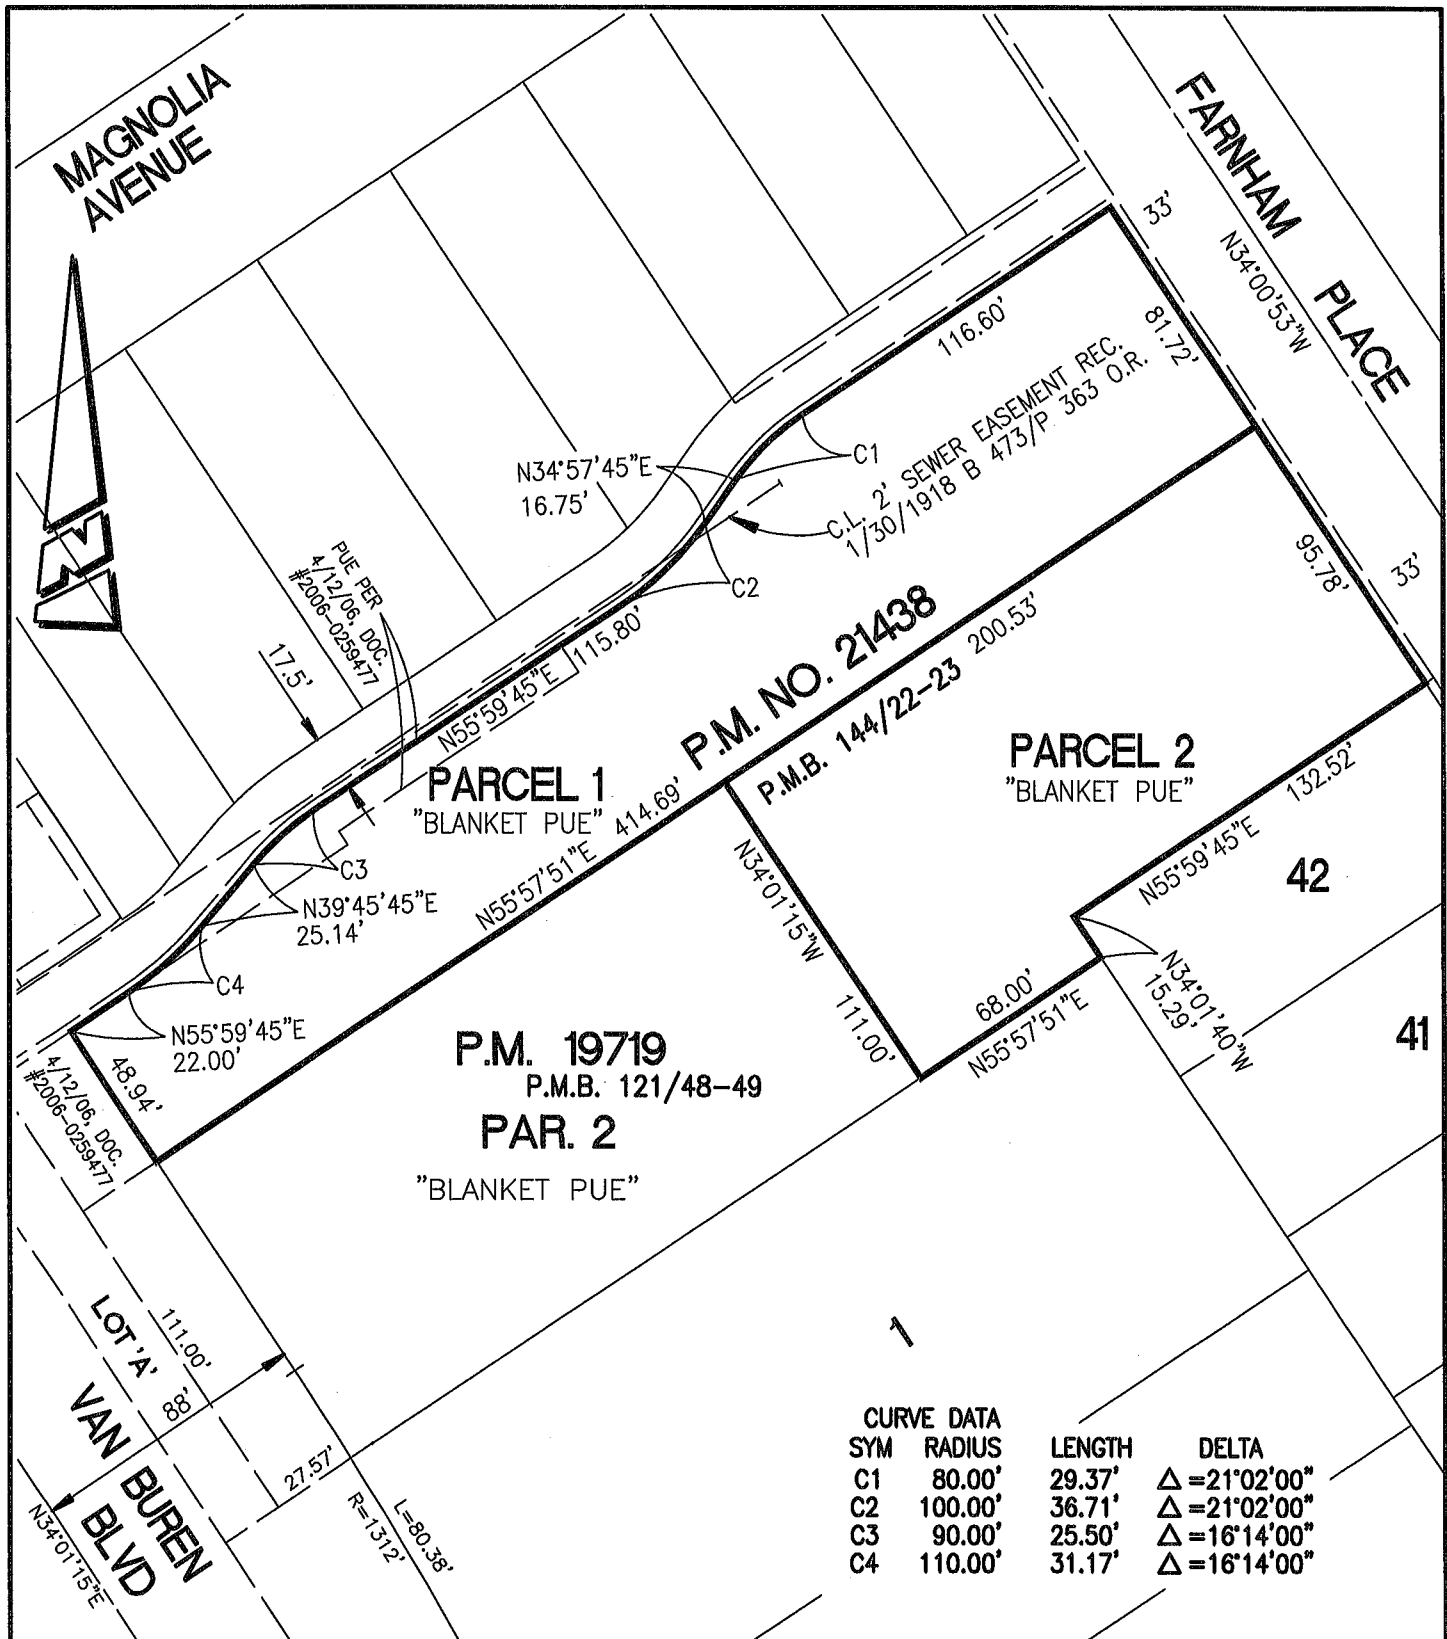 MAGNOLIA
AVENUE
FARNHAM PLACE
N34°00'53"W
33'
116.60'
81.72'
C1
N34°57'45"E
16.75'
C.L. 2' SEWER EASEMENT REC.
1/30/1918 B 473/P. 363 O.R.
C2
95.78'
33'
PUE PER
4/12/06, DOC.
#2006-0259477
17.5'
N55°59'45"E
115.80'
P.M. NO. 21438
200.53'
P.M.B. 144/22-23
PARCEL 1
"BLANKET PUE"
414.69'
N55°57'51"E
PARCEL 2
"BLANKET PUE"
132.52'
N55°59'45"E
42
C3
N39°45'45"E
25.14'
N34°01'15"W
111.00'
C4
N55°59'45"E
22.00'
68.00'
N55°57'51"E
N34°01'40"W
15.29'
41
48.94'
4/12/06, DOC.
#2006-0259477
P.M. 19719
P.M.B. 121/48-49
PAR. 2
"BLANKET PUE"
LOT 'A'
111.00'
88'
VAN BUREN
BLVD
N34°01'15"E
27.57'
L=80.38'
R=1312'
1
CURVE DATA
SYM RADIUS LENGTH DELTA
C1 80.00' 29.37' Δ=21°02'00"
C2 100.00' 36.71' Δ=21°02'00"
C3 90.00' 25.50' Δ=16°14'00"
C4 110.00' 31.17' Δ=16°14'00"